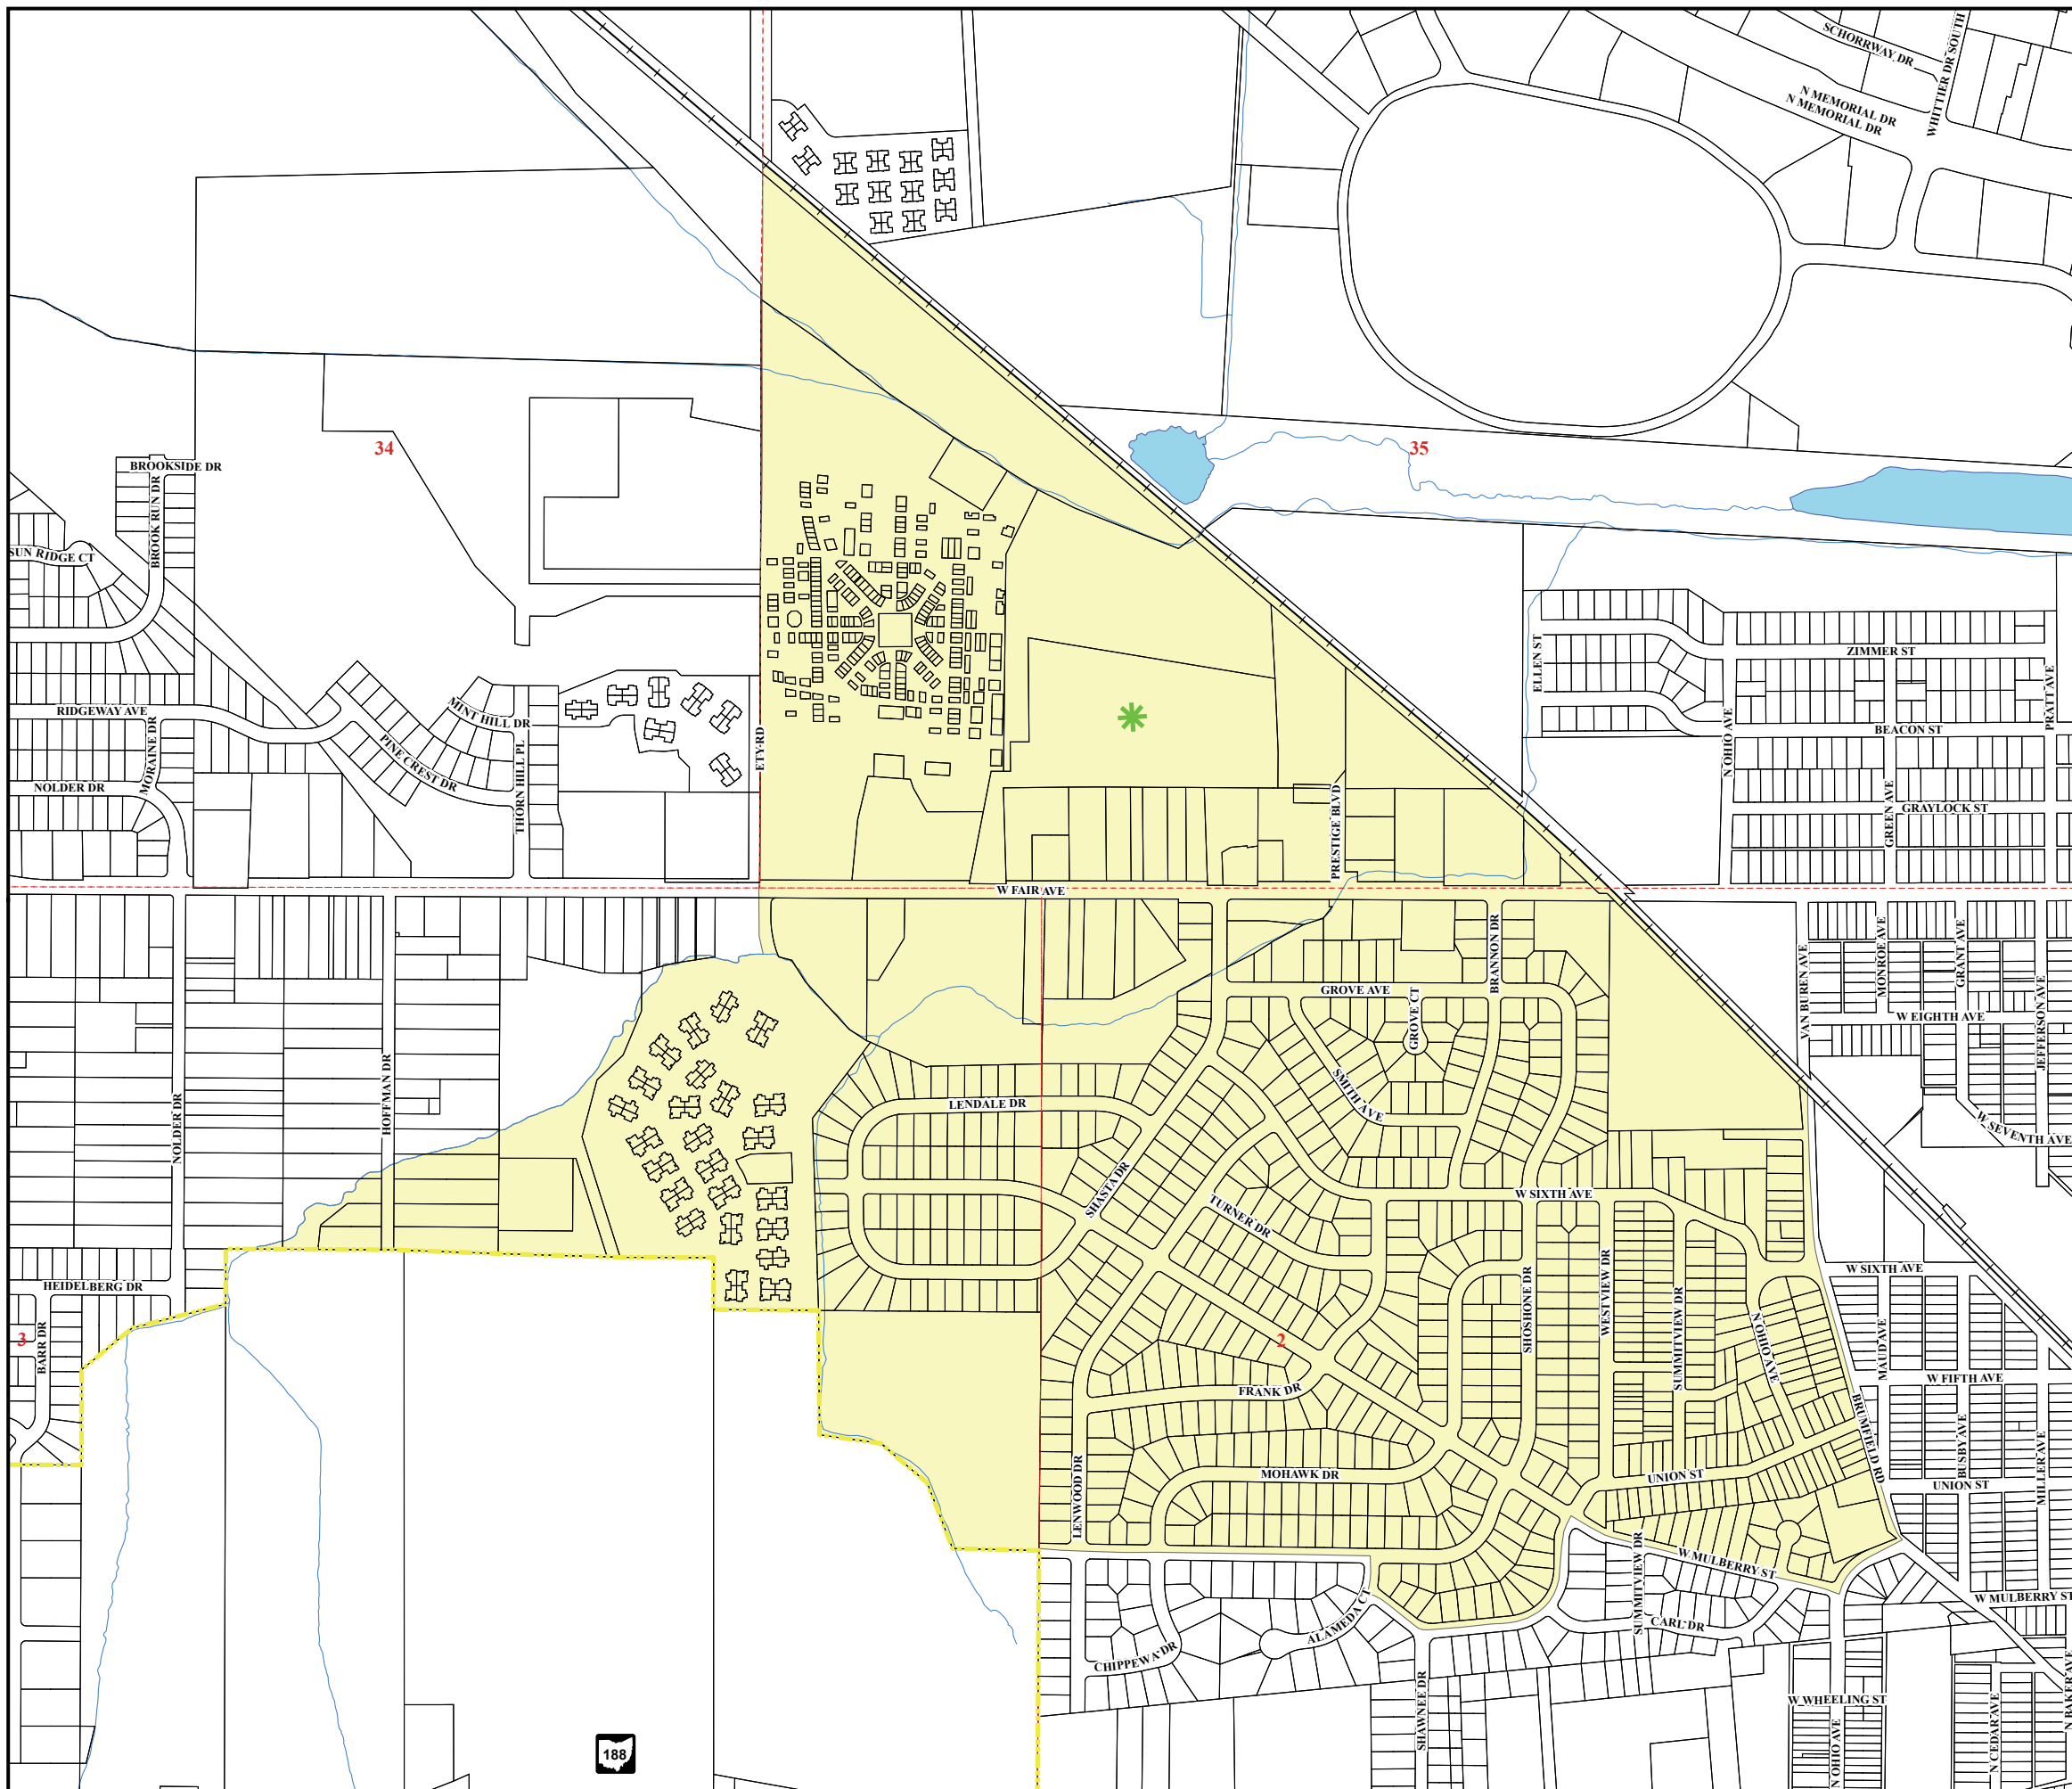 SCHORRWAY DR
WHITTIER DR SOUTH
N MEMORIAL DR
N MEMORIAL DR
34
35
BROOKSIDE DR
BROOK RUN DR
SUN RIDGE CT
ELLEN ST
ZIMMER ST
PRATT AVE
RIDGEWAY AVE
MORAINE DR
MINT HILL DR
PINE CREST DR
THORN HILL PL
ETY RD
N OHIO AVE
BEACON ST
NOLDER DR
PRESTIGE BLVD
GREEN AVE
GRAYLOCK ST
W FAIR AVE
BRANNON DR
VAN BUREN AVE
MONROE AVE
GRANT AVE
JEFFERSON AVE
GROVE AVE
GROVE CT
W EIGHTH AVE
NOLDER DR
HOFFMAN DR
LENDALE DR
SMITH AVE
W SEVENTH AVE
SHASTA DR
TURNER DR
W SIXTH AVE
HEIDELBERG DR
BARR DR
3
2
SHOSHONE DR
WESTVIEW DR
SUMMITVIEW DR
N OHIO AVE
W SIXTH AVE
MAUD AVE
W FIFTH AVE
FRANK DR
BRUMFIELD RD
BUSBY AVE
MILLER AVE
LENWOOD DR
MOHAWK DR
UNION ST
UNION ST
SUMMITVIEW DR
W MULBERRY ST
W MULBERRY ST
CARL DR
ALAMEDA CT
CHIPPEWA DR
SHAWNEE DR
W WHEELING ST
N OHIO AVE
N CEDAR AVE
N BAKER AVE
188